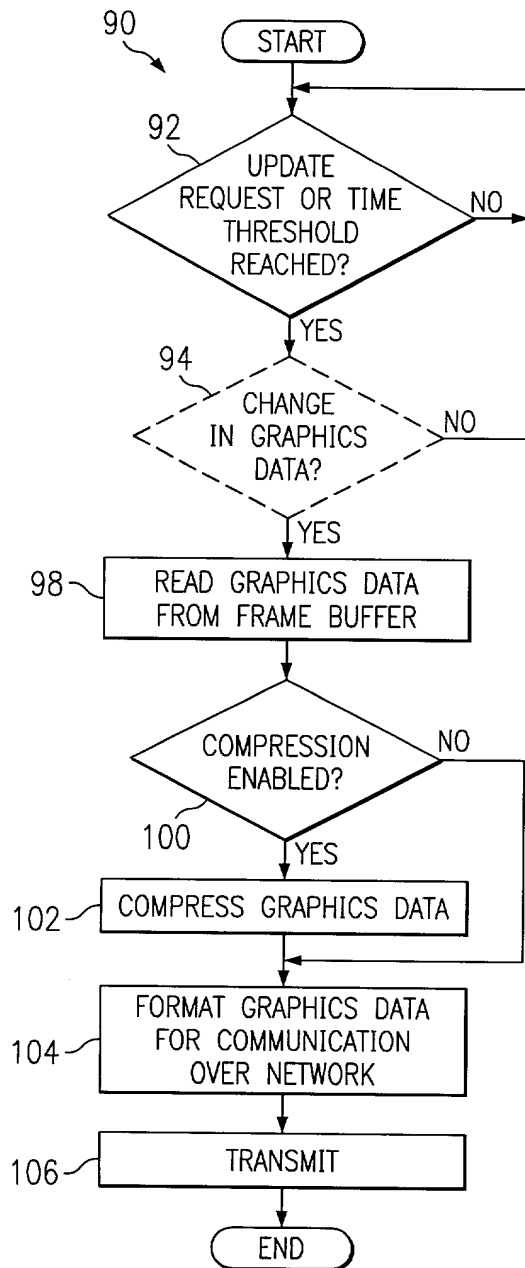 90
START
92
UPDATE
REQUEST OR TIME
THRESHOLD
REACHED?
NO
YES
94
CHANGE
IN GRAPHICS
DATA?
NO
YES
98
READ GRAPHICS DATA
FROM FRAME BUFFER
COMPRESSION
ENABLED?
NO
100
YES
102
COMPRESS GRAPHICS DATA
104
FORMAT GRAPHICS DATA
FOR COMMUNICATION
OVER NETWORK
106
TRANSMIT
END